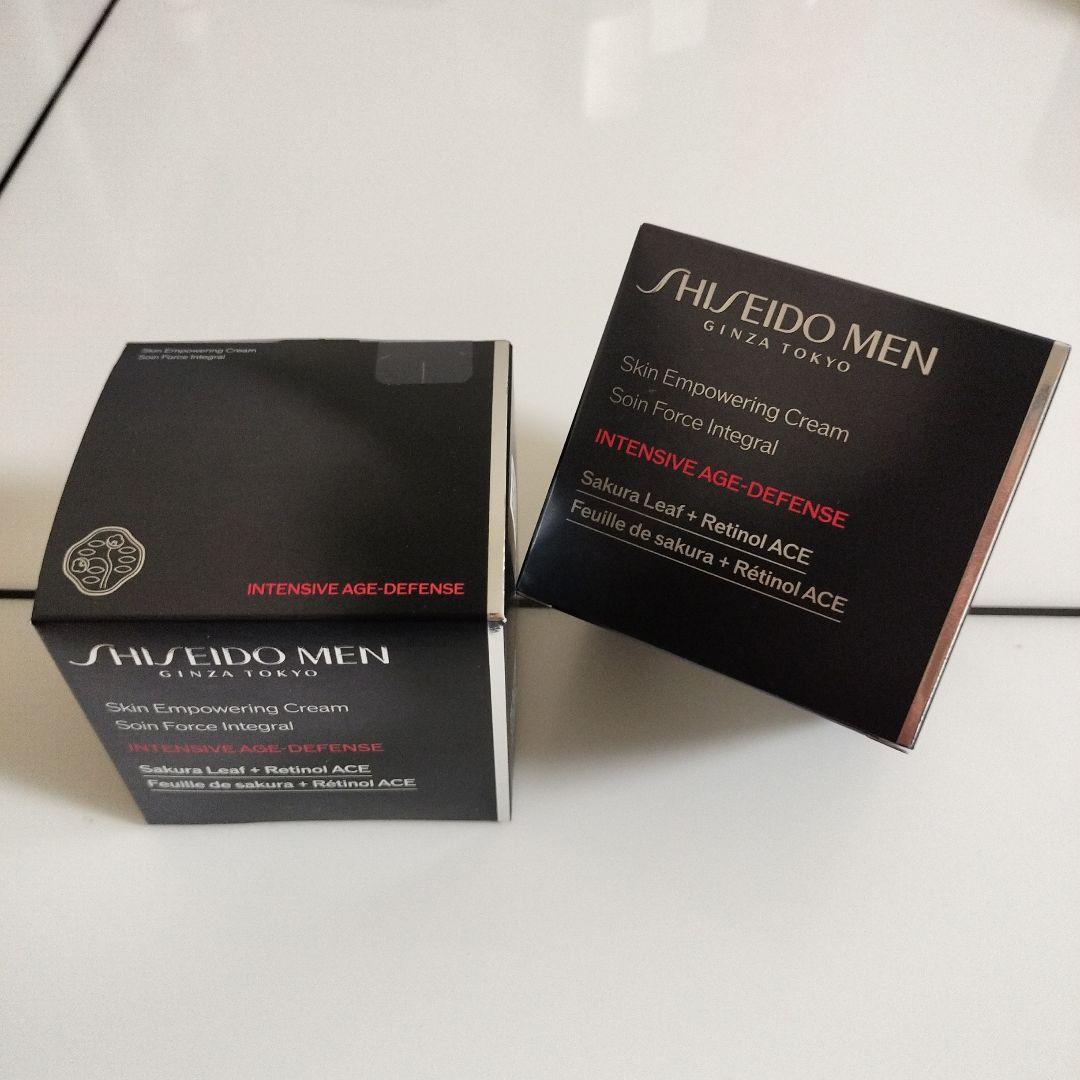 Skin Empowering Cream
Soin Force Integral
INTENSIVE AGE-DEFENSE
SHISEIDO MEN
GINZA TOKYO
Skin Empowering Cream
Soin Force Integral
INTENSIVE AGE-DEFENSE
Sakura Leaf + Retinol ACE
Feuille de sakura + Rétinol ACE
SHISEIDO MEN
GINZA TOKYO
Skin Empowering Cream
Soin Force Integral
INTENSIVE AGE-DEFENSE
Sakura Leaf + Retinol ACE
Feuille de sakura + Rétinol ACE